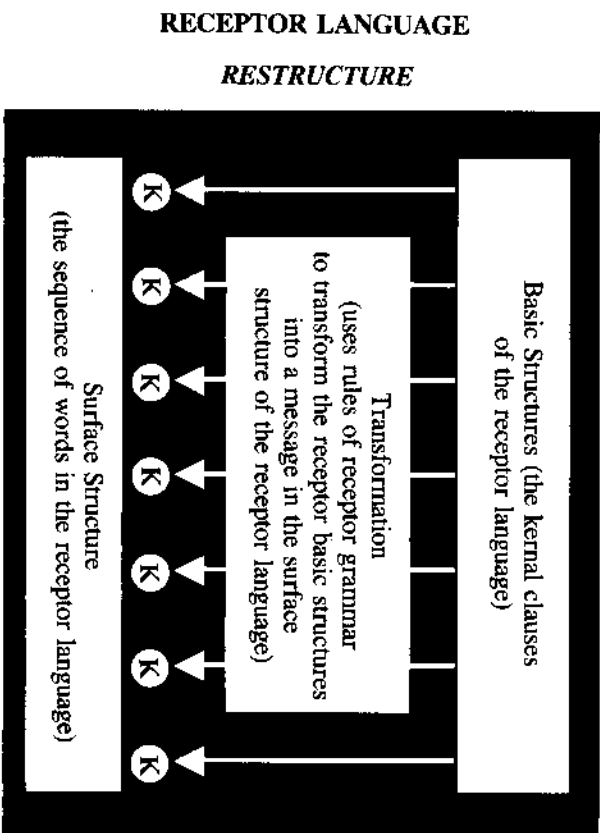 RECEPTOR LANGUAGE
RESTRUCTURE
Basic Structures (the kernal clauses
of the receptor language)
Transformation
(uses rules of receptor grammar
to transform the receptor basic structures
into a message in the surface
structure of the receptor language)
K
K
K
K
K
K
K
Surface Structure
(the sequence of words in the receptor language)